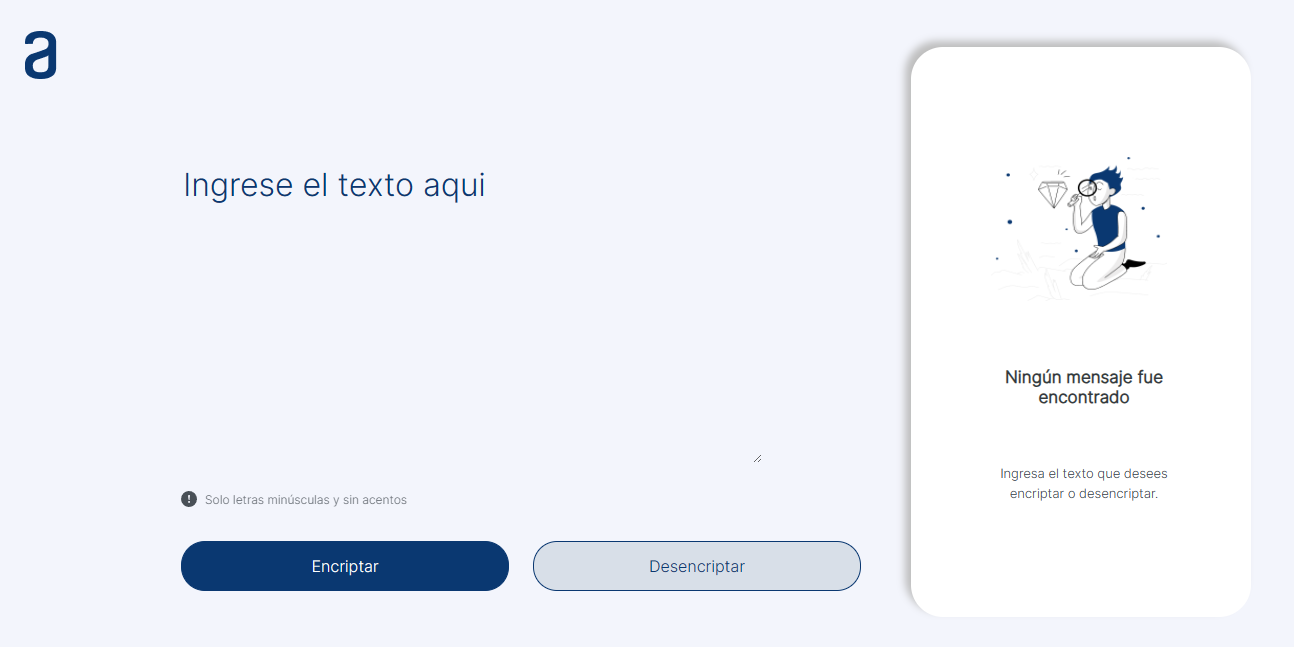 a
Ingrese el texto aqui
! Solo letras minúsculas y sin acentos
Encriptar
Desencriptar
Ningún mensaje fue
encontrado
Ingresa el texto que desees
encriptar o desencriptar.